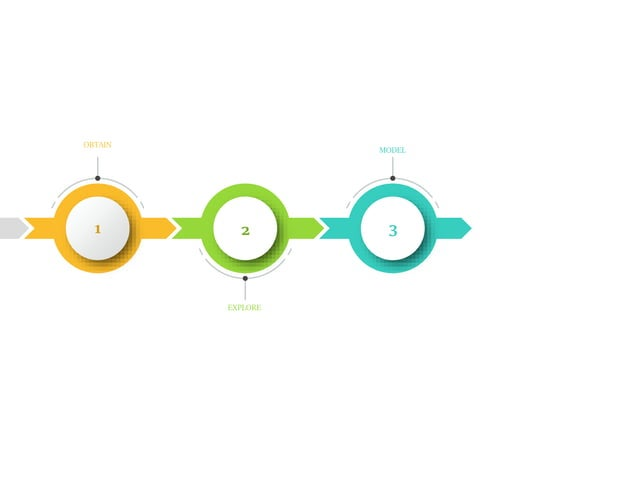 OBTAIN
MODEL
1
2
3
EXPLORE